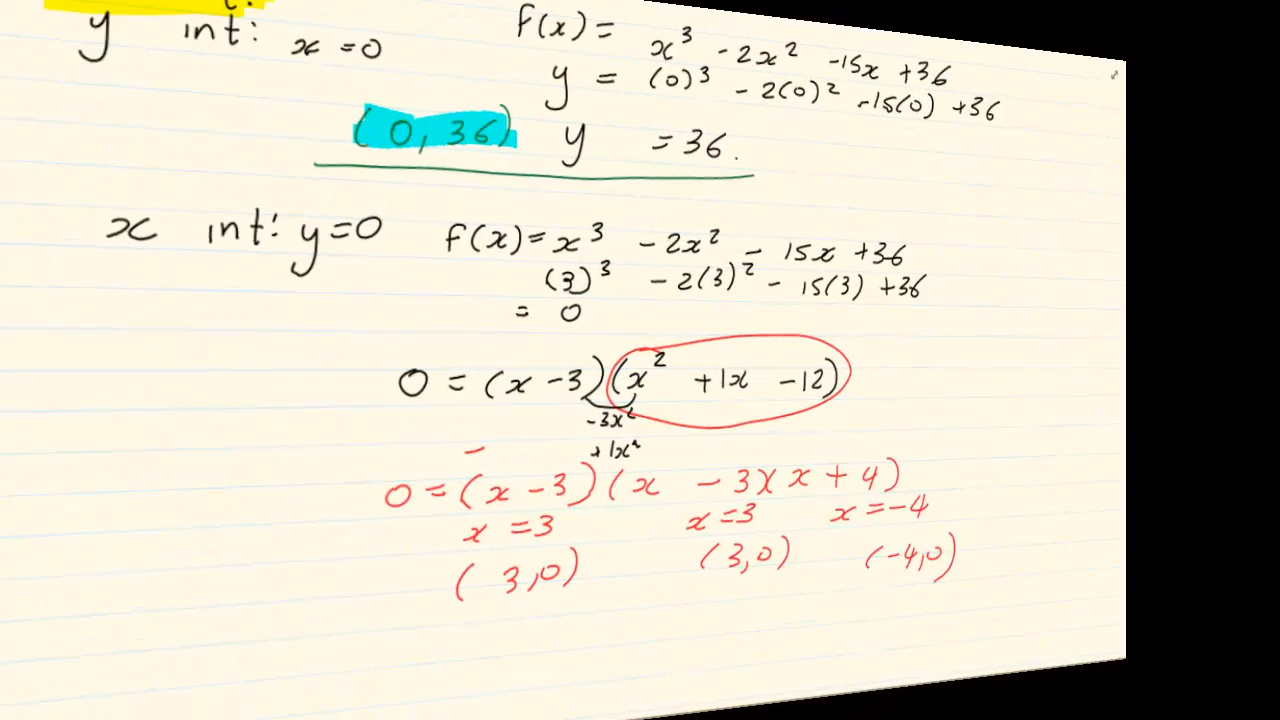 y int: x = 0 f(x) = x³ - 2x² - 15x + 36
y = (0)³ - 2(0)² - 15(0) + 36
(0, 36) y = 36.
x int: y = 0 f(x) = x³ - 2x² - 15x + 36
(3)³ - 2(3)² - 15(3) + 36
= 0
0 = (x - 3)(x² + 1x - 12)
-3x²
+1x²
0 = (x - 3)(x - 3)(x + 4)
x = 3 x = 3 x = -4
(3, 0) (3, 0) (-4, 0)